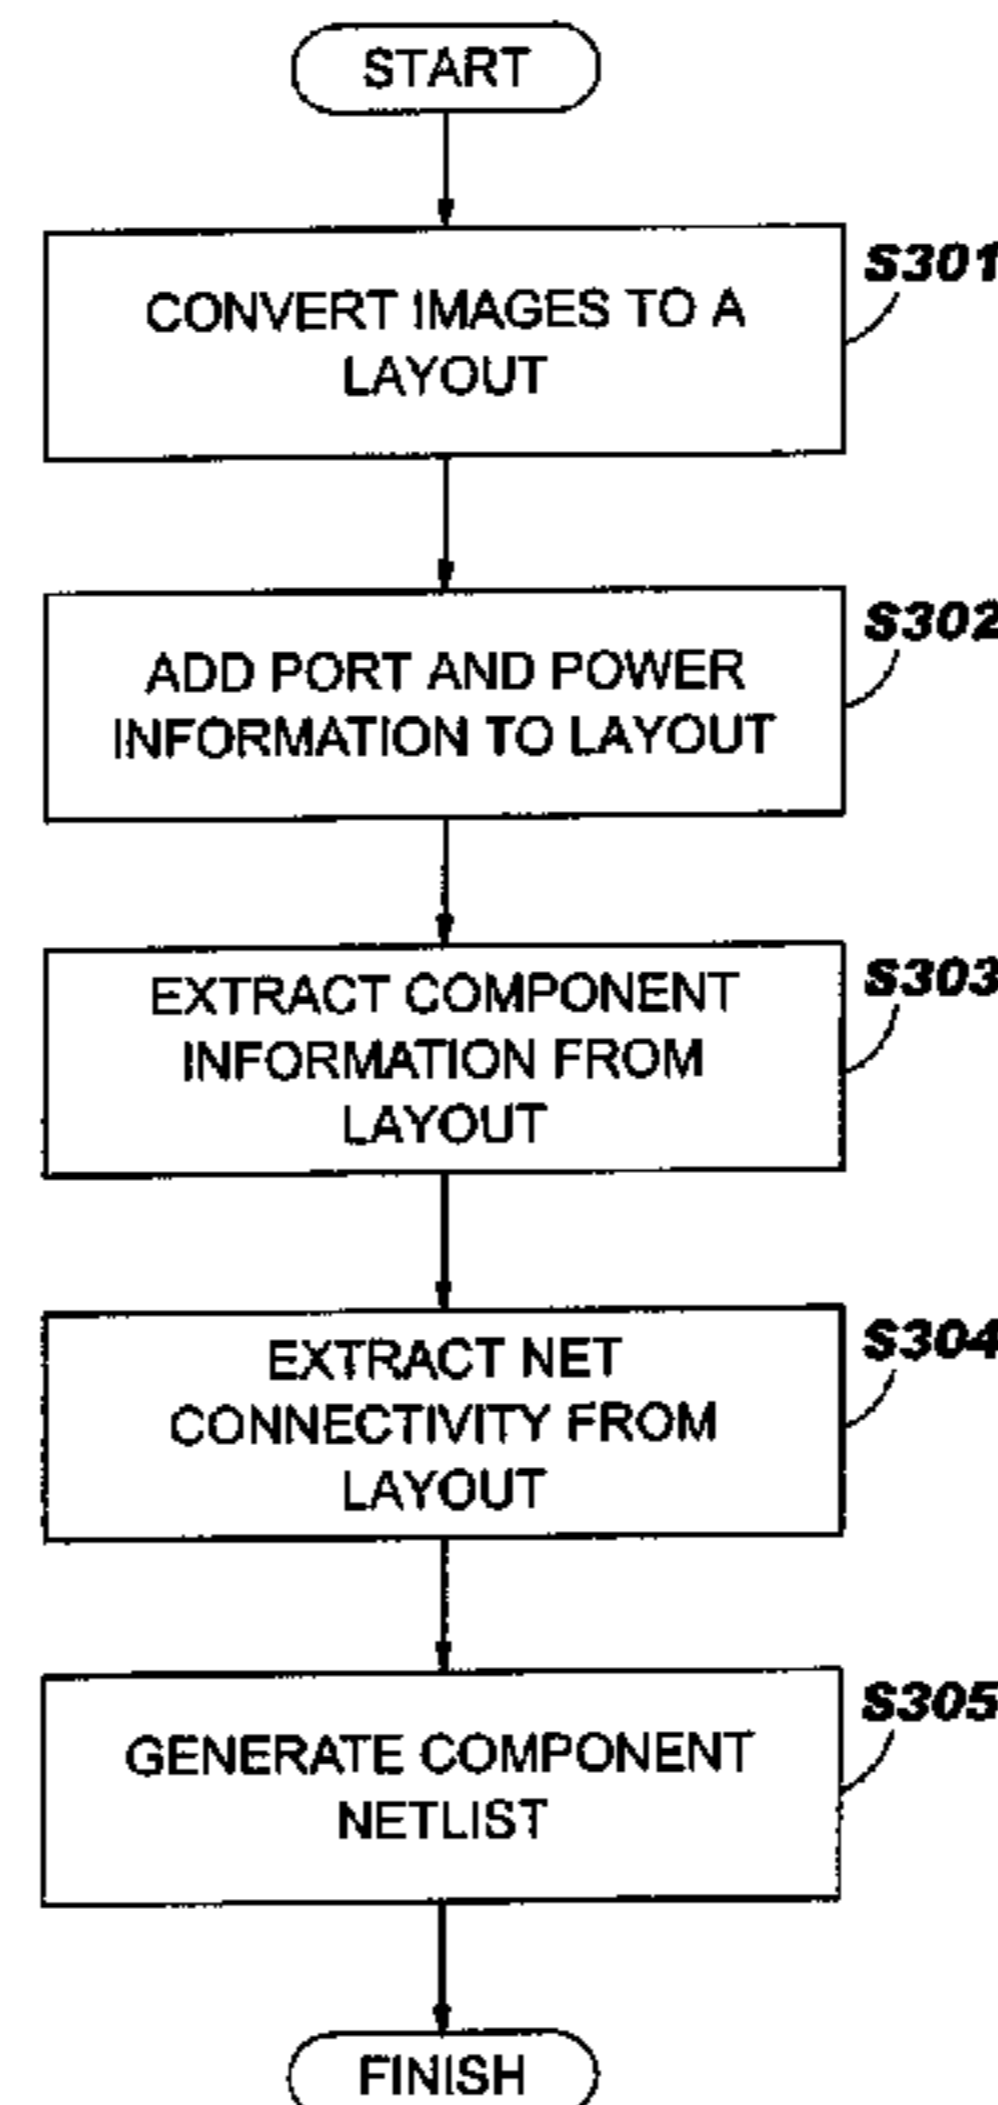 START
CONVERT IMAGES TO A
LAYOUT
S301
ADD PORT AND POWER
INFORMATION TO LAYOUT
S302
EXTRACT COMPONENT
INFORMATION FROM
LAYOUT
S303
EXTRACT NET
CONNECTIVITY FROM
LAYOUT
S304
GENERATE COMPONENT
NETLIST
S305
FINISH